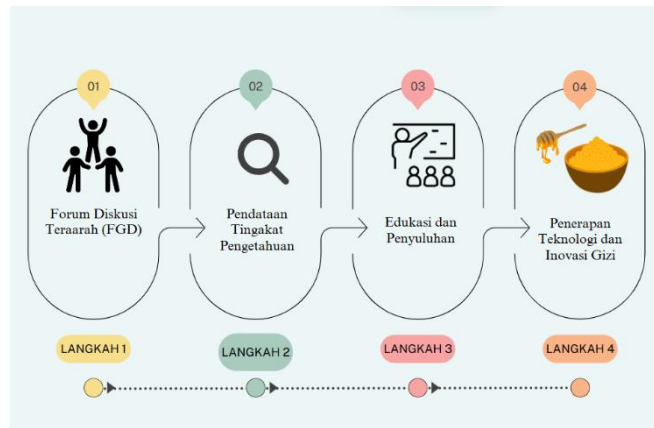 01
02
03
04
Forum Diskusi
Teraarah (FGD)
Pendataan
Tingakat
Pengetahuan
Edukasi dan
Penyuluhan
Penerapan
Teknologi dan
Inovasi Gizi
LANGKAH 1
LANGKAH 2
LANGKAH 3
LANGKAH 4